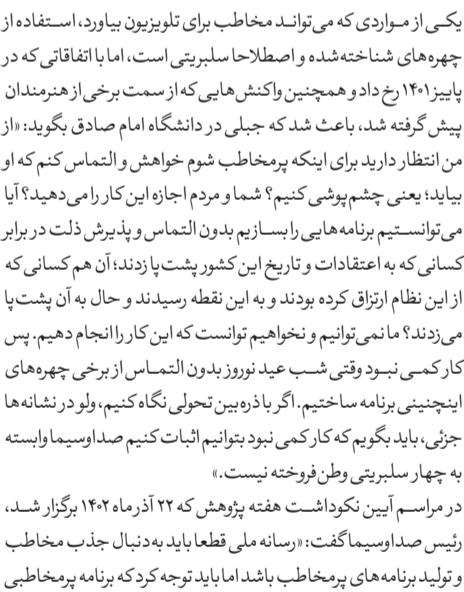 یکی از مواردی که می‌تواند مخاطب برای تلویزیون بیاورد، استفاده از
چهره‌های شناخته‌شده و اصطلاحا سلبریتی است، اما با اتفاقاتی که در
پاییز ۱۴۰۱ رخ داد و همچنین واکنش‌هایی که از سمت برخی از هنرمندان
پیش گرفته شد، باعث شد که جبلی در دانشگاه امام صادق بگوید: «از
من انتظار دارید برای اینکه پرمخاطب شوم خواهش و التماس کنم که او
بیاید؛ یعنی چشم‌پوشی کنیم؟ شما و مردم اجازه این کار را می‌دهید؟ آیا
می‌توانستیم برنامه‌هایی را بسازیم بدون التماس و پذیرش ذلت در برابر
کسانی که به اعتقادات و تاریخ این کشور پشت‌پا زدند؛ آن هم کسانی که
از این نظام ارتزاق کرده بودند و به این نقطه رسیدند و حال به آن پشت‌پا
می‌زدند؟ ما نمی‌توانیم و نخواهیم توانست که این کار را انجام دهیم. پس
کار کمی نبود وقتی شب عید نوروز بدون التماس از برخی چهره‌های
اینچنینی برنامه ساختیم. اگر با ذره‌بین تحولی نگاه کنیم، ولو در نشانه‌ها
جزئی، باید بگویم که کار کمی نبود بتوانیم اثبات کنیم صداوسیما وابسته
به چهار سلبریتی وطن‌فروخته نیست.»
در مراسم آیین نکوداشت هفته پژوهش که ۲۲ آذر ماه ۱۴۰۲ برگزار شد،
رئیس صداوسیما گفت: «رسانه ملی قطعا باید به‌دنبال جذب مخاطب
و تولید برنامه‌های پرمخاطب باشد اما باید توجه کرد که برنامه پرمخاطبی